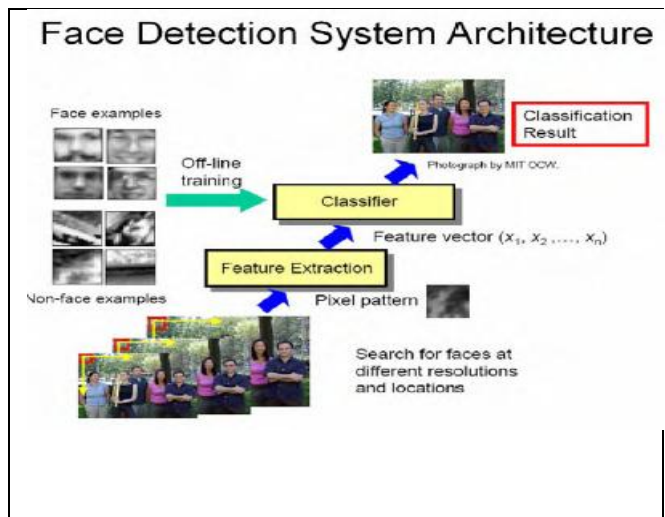 Face Detection System Architecture
Face examples
Off-line
training
Classification
Result
Photograph by MIT OCW.
Classifier
Feature vector (x1, x2 ,..., xn)
Feature Extraction
Non-face examples
Pixel pattern
Search for faces at
different resolutions
and locations